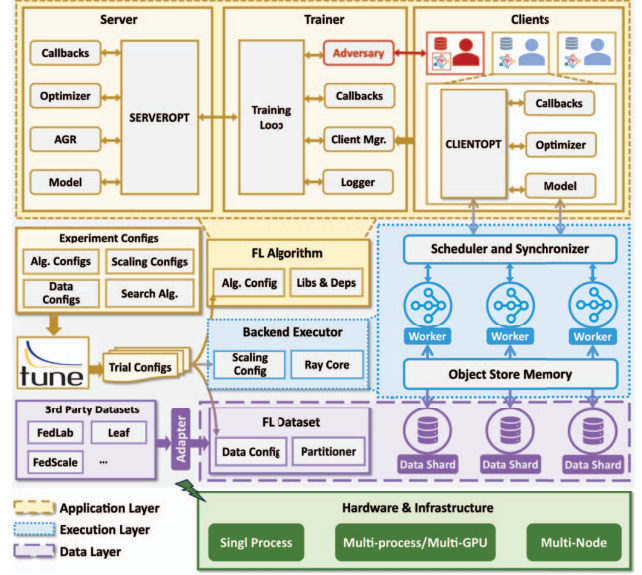 Server
Trainer
Clients
Callbacks
Optimizer
AGR
Model
SERVEROPT
Training
Loop
Adversary
Callbacks
Client Mgr.
Logger
CLIENTOPT
Callbacks
Optimizer
Model
Experiment Configs
Alg. Configs
Scaling Configs
Data
Configs
Search Alg.
tune
Trial Configs
FL Algorithm
Alg. Config
Libs & Deps
Backend Executor
Scaling
Config
Ray Core
Scheduler and Synchronizer
Worker
Worker
Worker
Object Store Memory
3rd Party Datasets
FedLab
Leaf
FedScale
...
Adapter
FL Dataset
Data Config
Partitioner
Data Shard
Data Shard
Data Shard
Application Layer
Execution Layer
Data Layer
Hardware & Infrastructure
Singl Process
Multi-process/Multi-GPU
Multi-Node